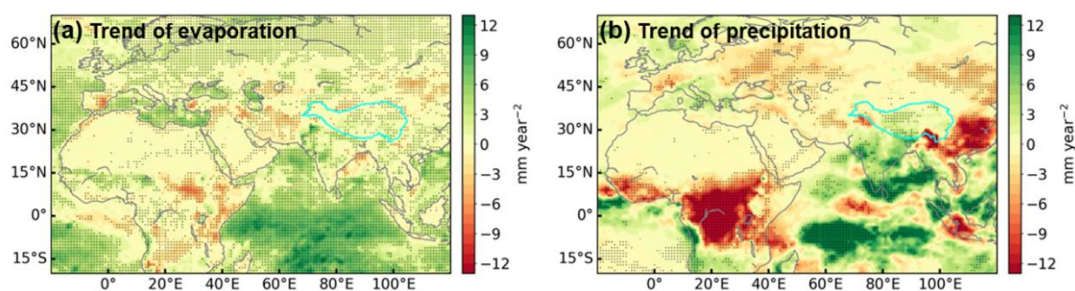 (a) Trend of evaporation
60°N
45°N
30°N
15°N
0°
15°S
0°
20°E
40°E
60°E
80°E
100°E
12
9
6
3
0
−3
−6
−9
−12
mm year⁻²
(b) Trend of precipitation
60°N
45°N
30°N
15°N
0°
15°S
0°
20°E
40°E
60°E
80°E
100°E
12
9
6
3
0
−3
−6
−9
−12
mm year⁻²